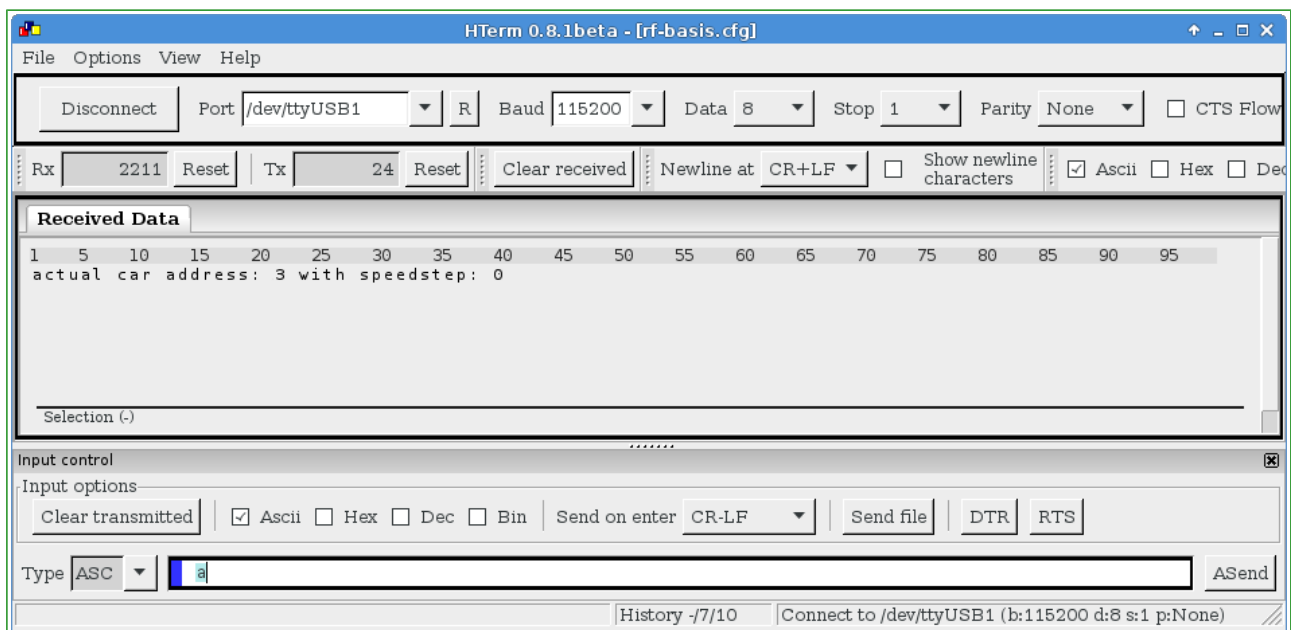 HTerm 0.8.1beta - [rf-basis.cfg]
File Options View Help
Disconnect Port /dev/ttyUSB1 R Baud 115200 Data 8 Stop 1 Parity None CTS Flow
Rx 2211 Reset Tx 24 Reset Clear received Newline at CR+LF Show newline characters Ascii Hex Dec
Received Data
1 5 10 15 20 25 30 35 40 45 50 55 60 65 70 75 80 85 90 95
actual car address: 3 with speedstep: 0
Selection (-)
Input control
Input options
Clear transmitted Ascii Hex Dec Bin Send on enter CR-LF Send file DTR RTS
Type ASC a ASend
History -/7/10 Connect to /dev/ttyUSB1 (b:115200 d:8 s:1 p:None)